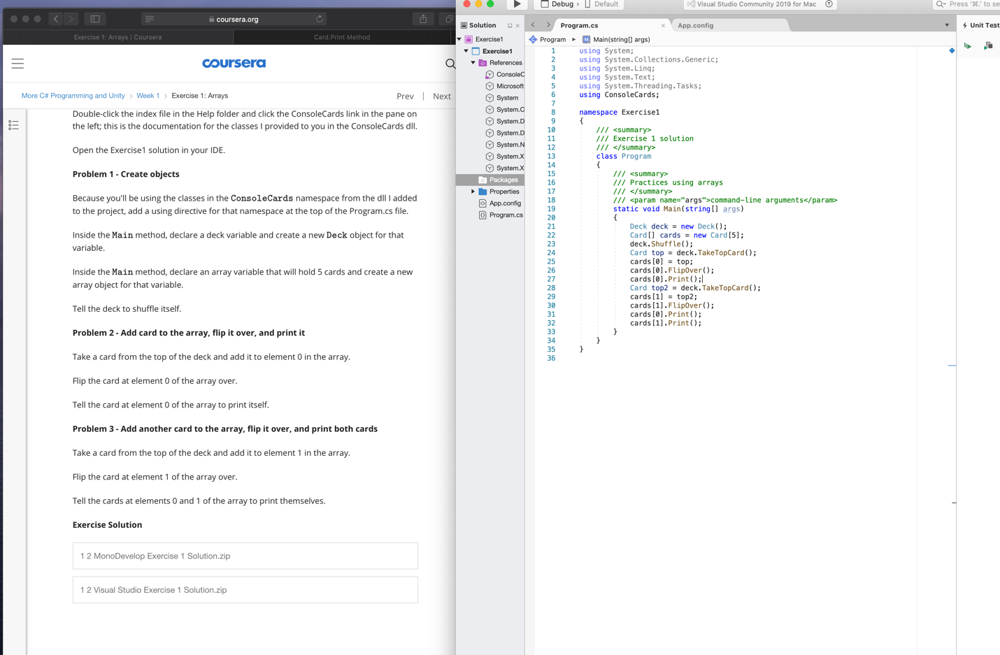 coursera.org
Exercise 1: Arrays | Coursera
Card.Print Method
coursera
More C# Programming and Unity > Week 1 > Exercise 1: Arrays
Prev | Next
Double-click the index file in the Help folder and click the ConsoleCards link in the pane on
the left; this is the documentation for the classes I provided to you in the ConsoleCards dll.
Open the Exercise1 solution in your IDE.
Problem 1 - Create objects
Because you'll be using the classes in the ConsoleCards namespace from the dll I added
to the project, add a using directive for that namespace at the top of the Program.cs file.
Inside the Main method, declare a deck variable and create a new Deck object for that
variable.
Inside the Main method, declare an array variable that will hold 5 cards and create a new
array object for that variable.
Tell the deck to shuffle itself.
Problem 2 - Add card to the array, flip it over, and print it
Take a card from the top of the deck and add it to element 0 in the array.
Flip the card at element 0 of the array over.
Tell the card at element 0 of the array to print itself.
Problem 3 - Add another card to the array, flip it over, and print both cards
Take a card from the top of the deck and add it to element 1 in the array.
Flip the card at element 1 of the array over.
Tell the cards at elements 0 and 1 of the array to print themselves.
Exercise Solution
1 2 MonoDevelop Exercise 1 Solution.zip
1 2 Visual Studio Exercise 1 Solution.zip
Debug > Default
Visual Studio Community 2019 for Mac
Press '⌘.' to se
Solution
Exercise1
Exercise1
References
ConsoleC
Microsoft
System
System.C
System.D
System.D
System.N
System.X
System.X
Packages
Properties
App.config
Program.cs
Program.cs
App.config
Unit Test
Program
Main(string[] args)
1 using System;
2 using System.Collections.Generic;
3 using System.Linq;
4 using System.Text;
5 using System.Threading.Tasks;
6 using ConsoleCards;
7
8 namespace Exercise1
9 {
10 /// <summary>
11 /// Exercise 1 solution
12 /// </summary>
13 class Program
14 {
15 /// <summary>
16 /// Practices using arrays
17 /// </summary>
18 /// <param name="args">command-line arguments</param>
19 static void Main(string[] args)
20 {
21 Deck deck = new Deck();
22 Card[] cards = new Card[5];
23 deck.Shuffle();
24 Card top = deck.TakeTopCard();
25 cards[0] = top;
26 cards[0].FlipOver();
27 cards[0].Print();
28 Card top2 = deck.TakeTopCard();
29 cards[1] = top2;
30 cards[1].FlipOver();
31 cards[0].Print();
32 cards[1].Print();
33 }
34 }
35 }
36